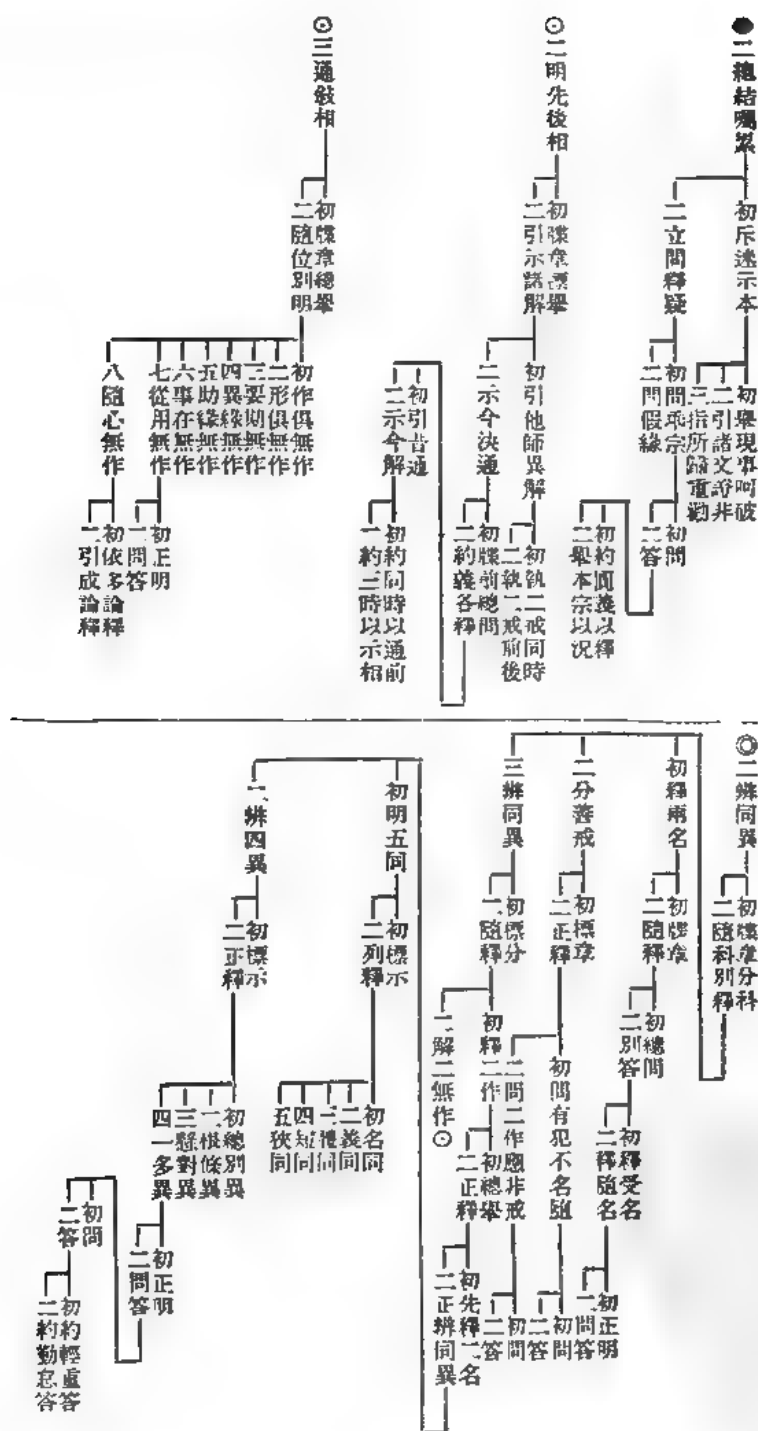 ●二總結囑累
初斥迷示本
初舉現事呵破
二引諸文證非
三指所歸重勸
二立問釋疑
初問乖宗
初問
二答
初約圓義以釋
二舉本宗以況
二問假緣
⊙二明先後相
初牒章標舉
二引示諸解
初引他師異解
初執二戒同時
二執二戒前後
二示今決通
初牒前總問
二約義各釋
初引昔通
二示今解
初約同時以通前
二約三時以示相
⊙三通敘相
初牒章總舉
二隨位別明
初作俱無作
二形俱無作
三要期無作
四異緣無作
五助緣無作
六事在無作
七從用無作
初正明
二問答
八隨心無作
初依多論釋
二引成論釋
◎二辨同異
初牒章分科
二隨科別釋
初釋兩名
初牒章
二隨釋
初總問
二別答
初釋受名
二釋隨名
初正明
二問答
二分善戒
初標章
二正釋
初問有犯不名隨
初問
二答
二問二作應非戒
初問
二答
三辨同異
初標分
二隨釋
初釋二作
初總舉
二正釋
初先釋二名
二正辨同異
二解二無作⊙
初明五同
初標示
二列釋
初名同
二義同
三體同
四短同
五狹同
二辨四異
初標示
二正釋
初總別異
二根條異
三懸對異
四一多異
初正明
二問答
初問
二答
初約輕重答
二約勤怠答